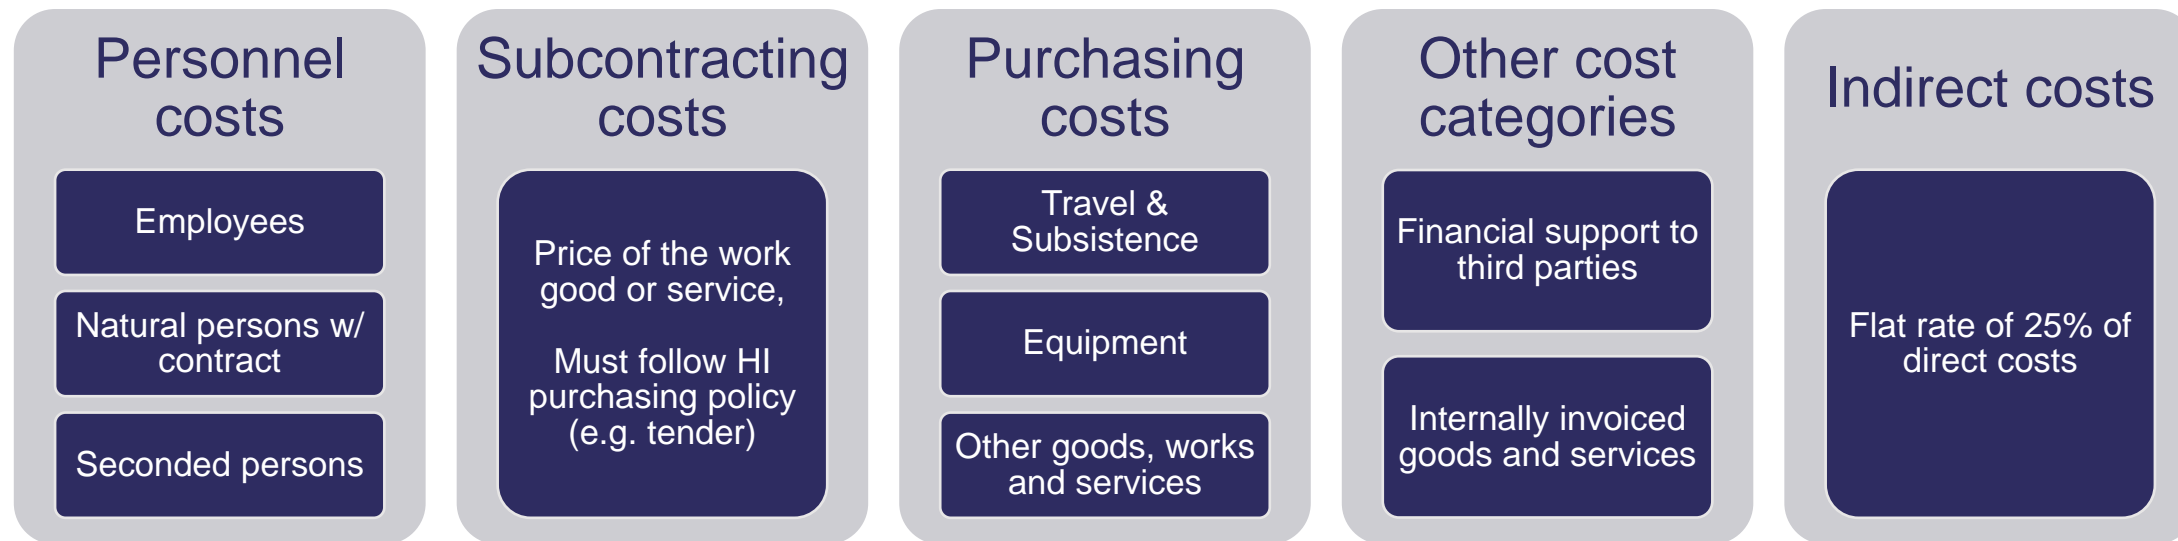 Personnel
costs
Employees
Natural persons w/
contract
Seconded persons
Subcontracting
costs
Price of the work
good or service,
Must follow HI
purchasing policy
(e.g. tender)
Purchasing
costs
Travel &
Subsistence
Equipment
Other goods, works
and services
Other cost
categories
Financial support to
third parties
Internally invoiced
goods and services
Indirect costs
Flat rate of 25% of
direct costs